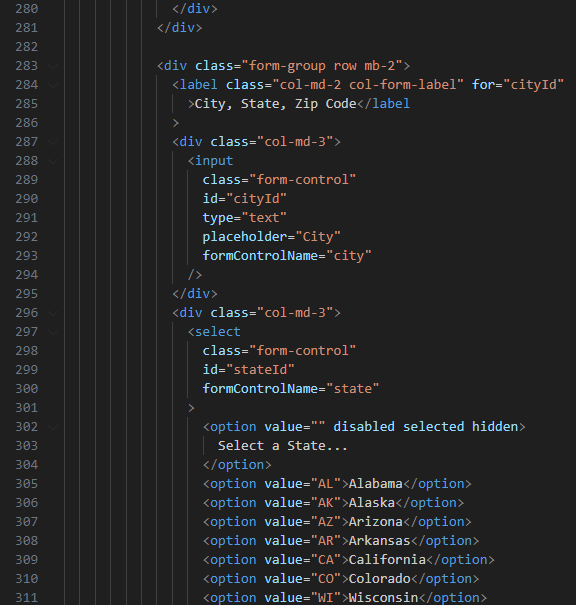 280 </div>
281 </div>
282
283 <div class="form-group row mb-2">
284 <label class="col-md-2 col-form-label" for="cityId"
285 >City, State, Zip Code</label
286 >
287 <div class="col-md-3">
288 <input
289 class="form-control"
290 id="cityId"
291 type="text"
292 placeholder="City"
293 formControlName="city"
294 />
295 </div>
296 <div class="col-md-3">
297 <select
298 class="form-control"
299 id="stateId"
300 formControlName="state"
301 >
302 <option value="" disabled selected hidden>
303 Select a State...
304 </option>
305 <option value="AL">Alabama</option>
306 <option value="AK">Alaska</option>
307 <option value="AZ">Arizona</option>
308 <option value="AR">Arkansas</option>
309 <option value="CA">California</option>
310 <option value="CO">Colorado</option>
311 <option value="WI">Wisconsin</option>